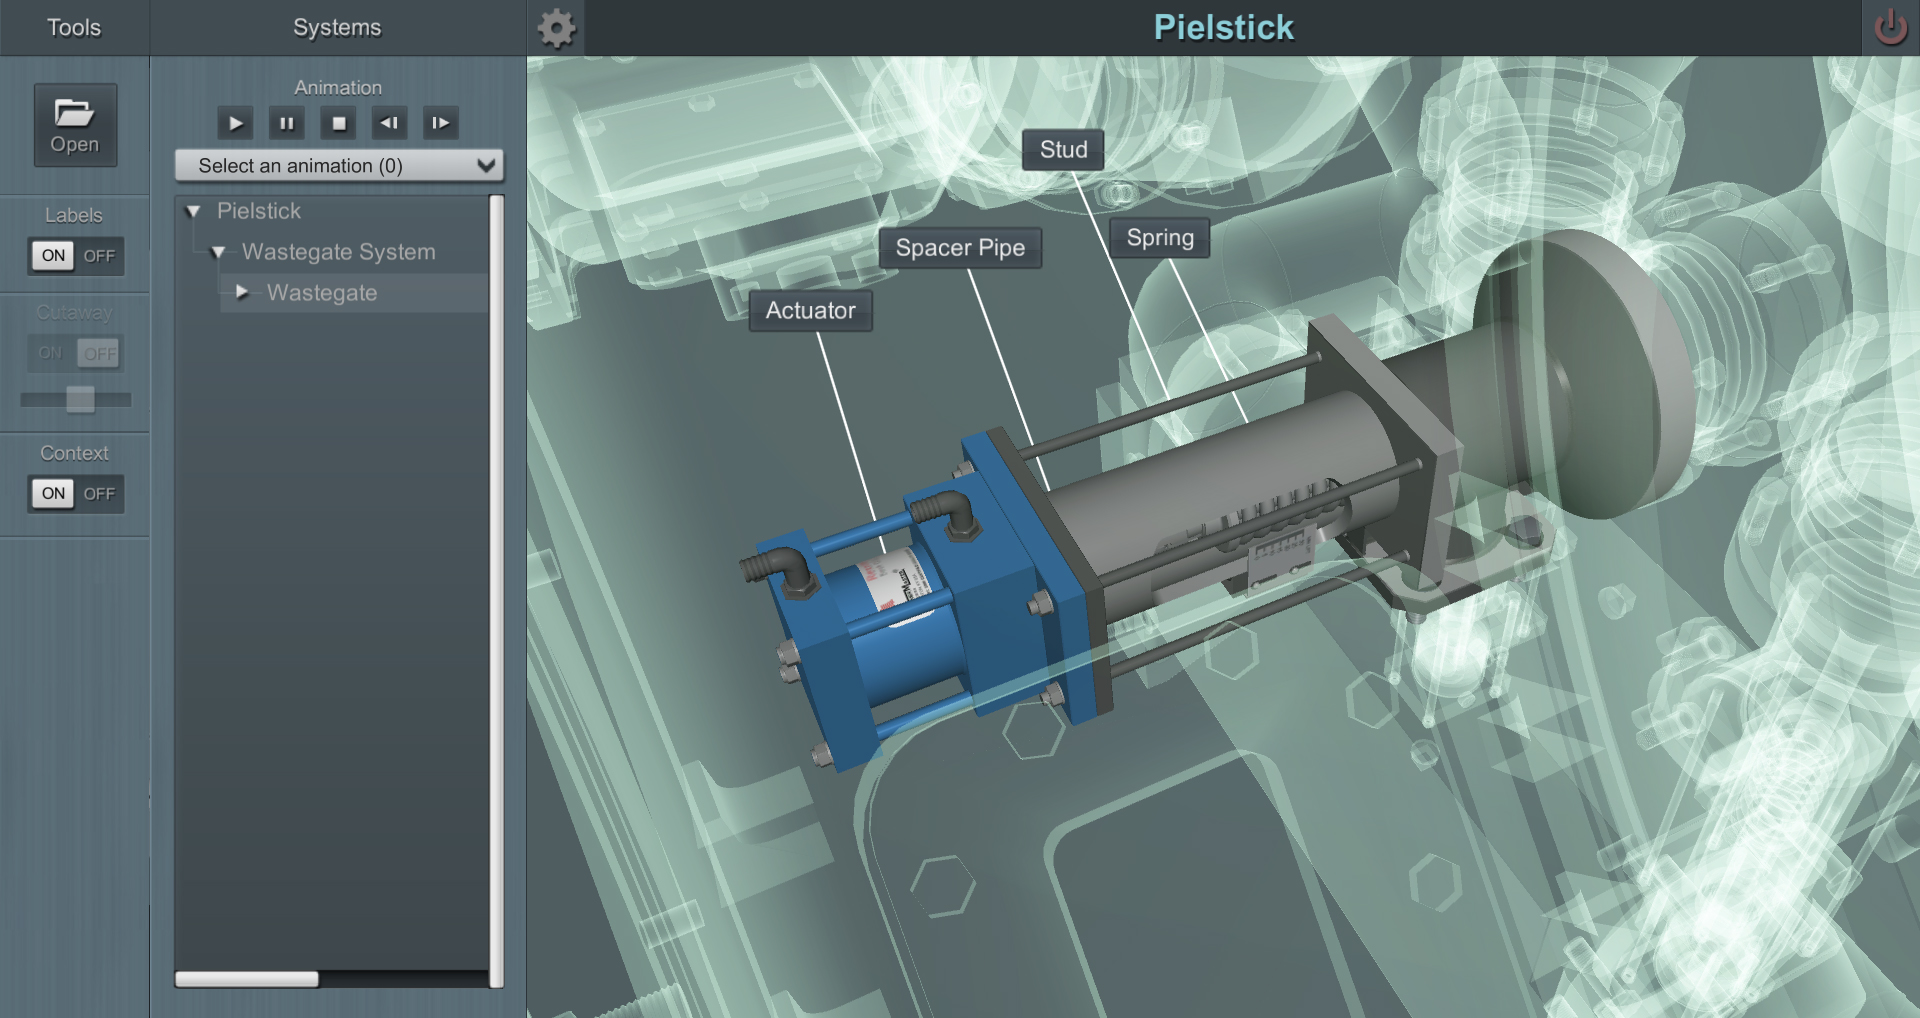 Tools
Systems
Pielstick
Open
Animation
Select an animation (0)
Labels
ON OFF
Cutaway
ON OFF
Context
ON OFF
Pielstick
Wastegate System
Wastegate
Stud
Spring
Spacer Pipe
Actuator